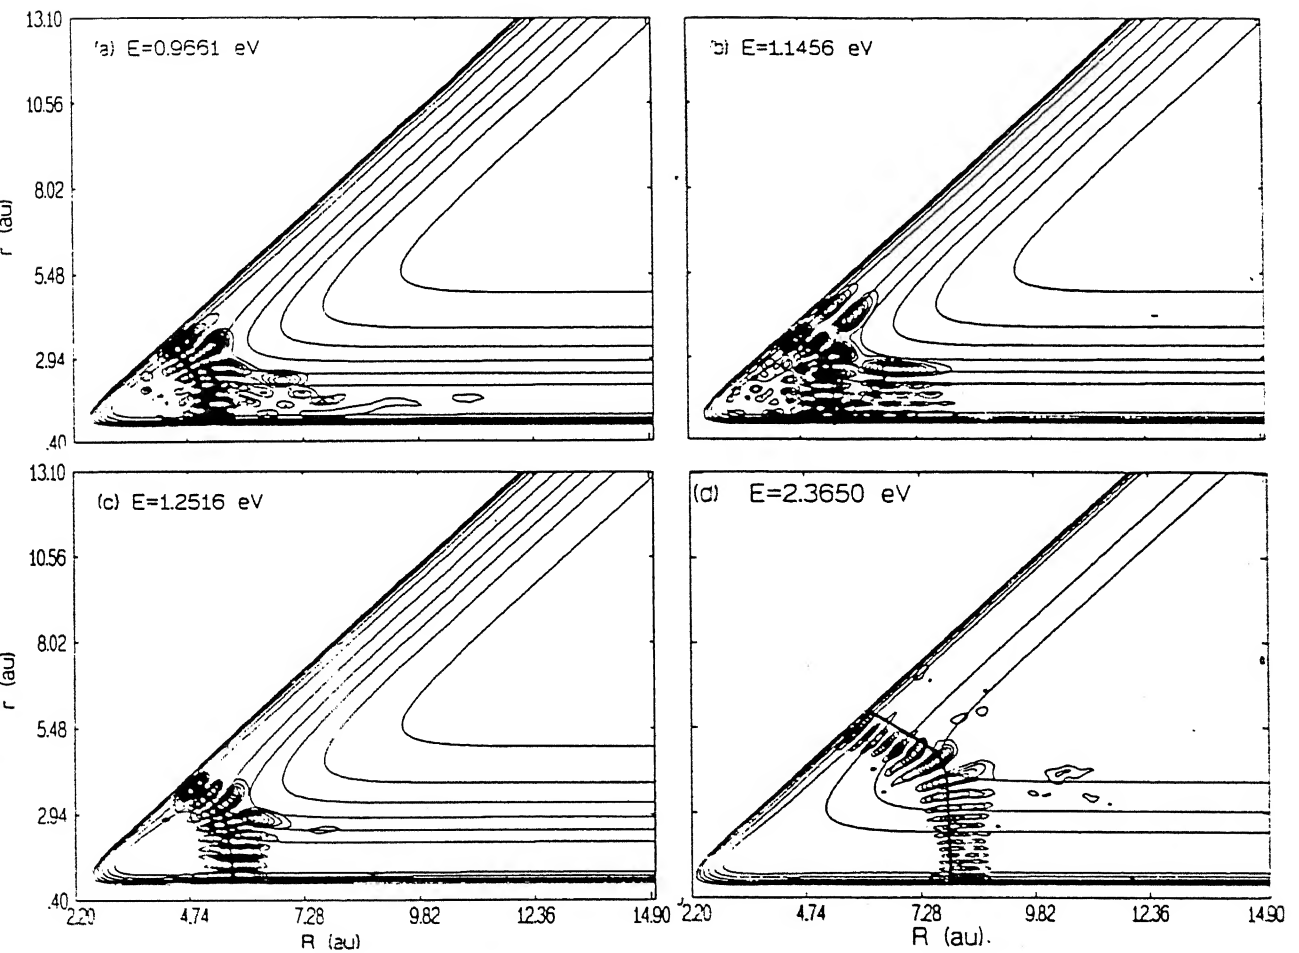 13.10
(a) E=0.9661 eV
(b) E=1.1456 eV
10.56
8.02
r (au)
5.48
2.94
.40
13.10
(c) E=1.2516 eV
(d) E=2.3650 eV
10.56
8.02
r (au)
5.48
2.94
.40
2.20 4.74 7.28 9.82 12.36 14.90
2.20 4.74 7.28 9.82 12.36 14.90
R (au)
R (au).